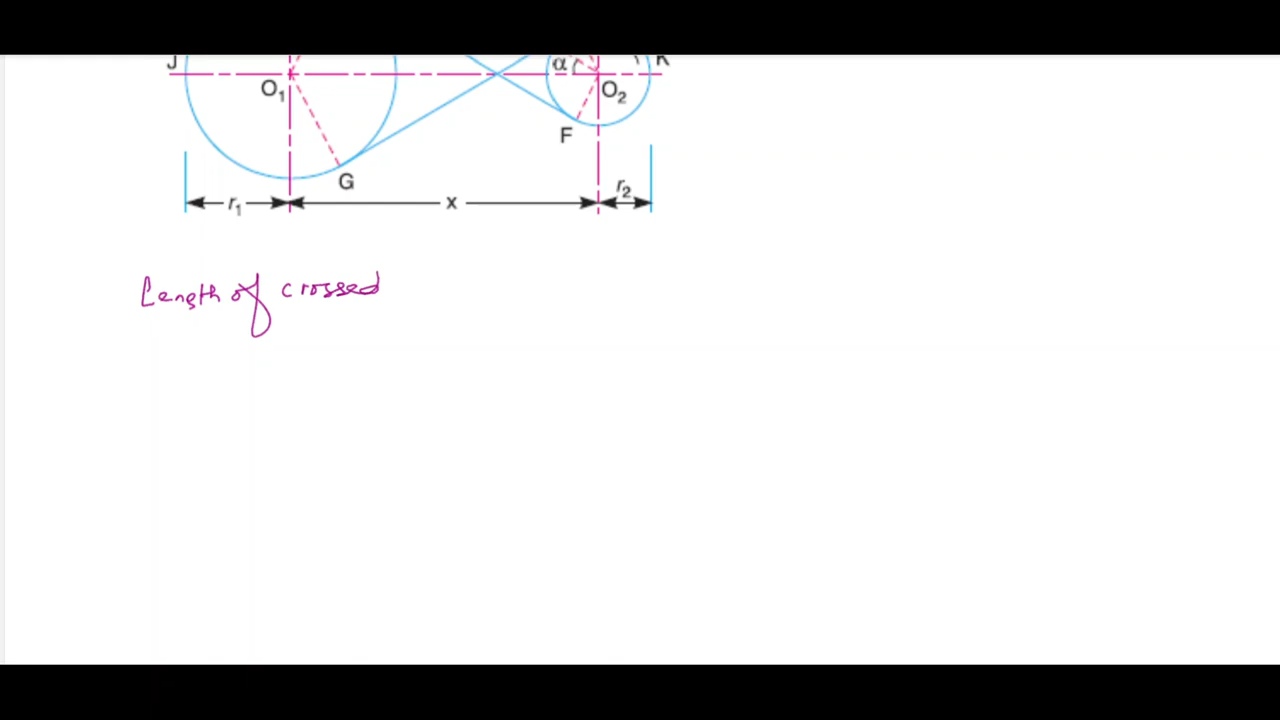 J α K
O₁ O₂
F
G
r₁ x r₂
Length of crossed